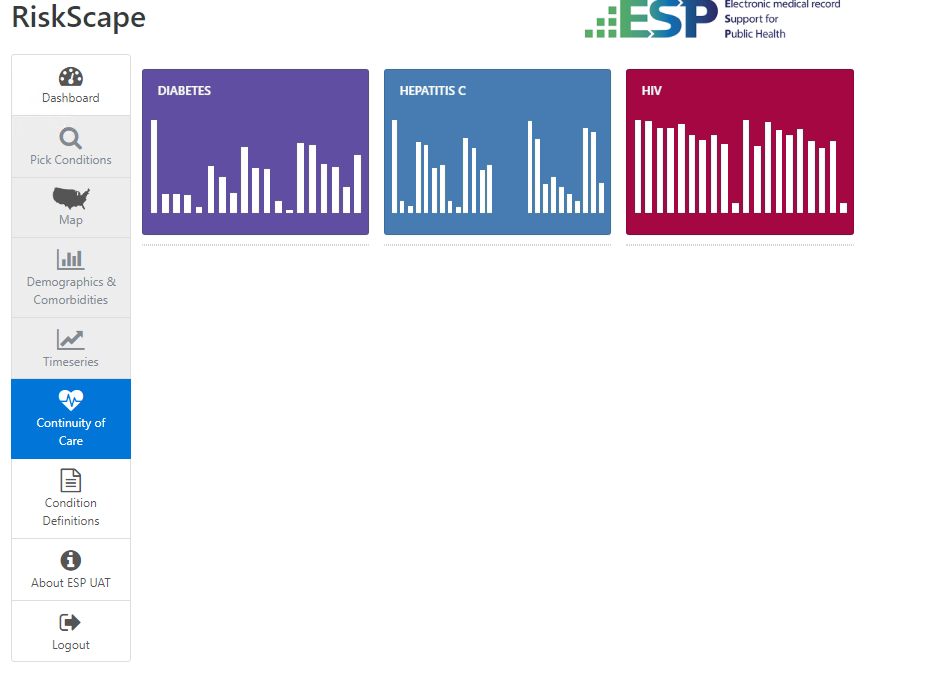 RiskScape
ESP
Electronic medical record
Support for
Public Health
Dashboard
Pick Conditions
Map
Demographics &
Comorbidities
Timeseries
Continuity of
Care
Condition
Definitions
About ESP UAT
Logout
DIABETES
HEPATITIS C
HIV